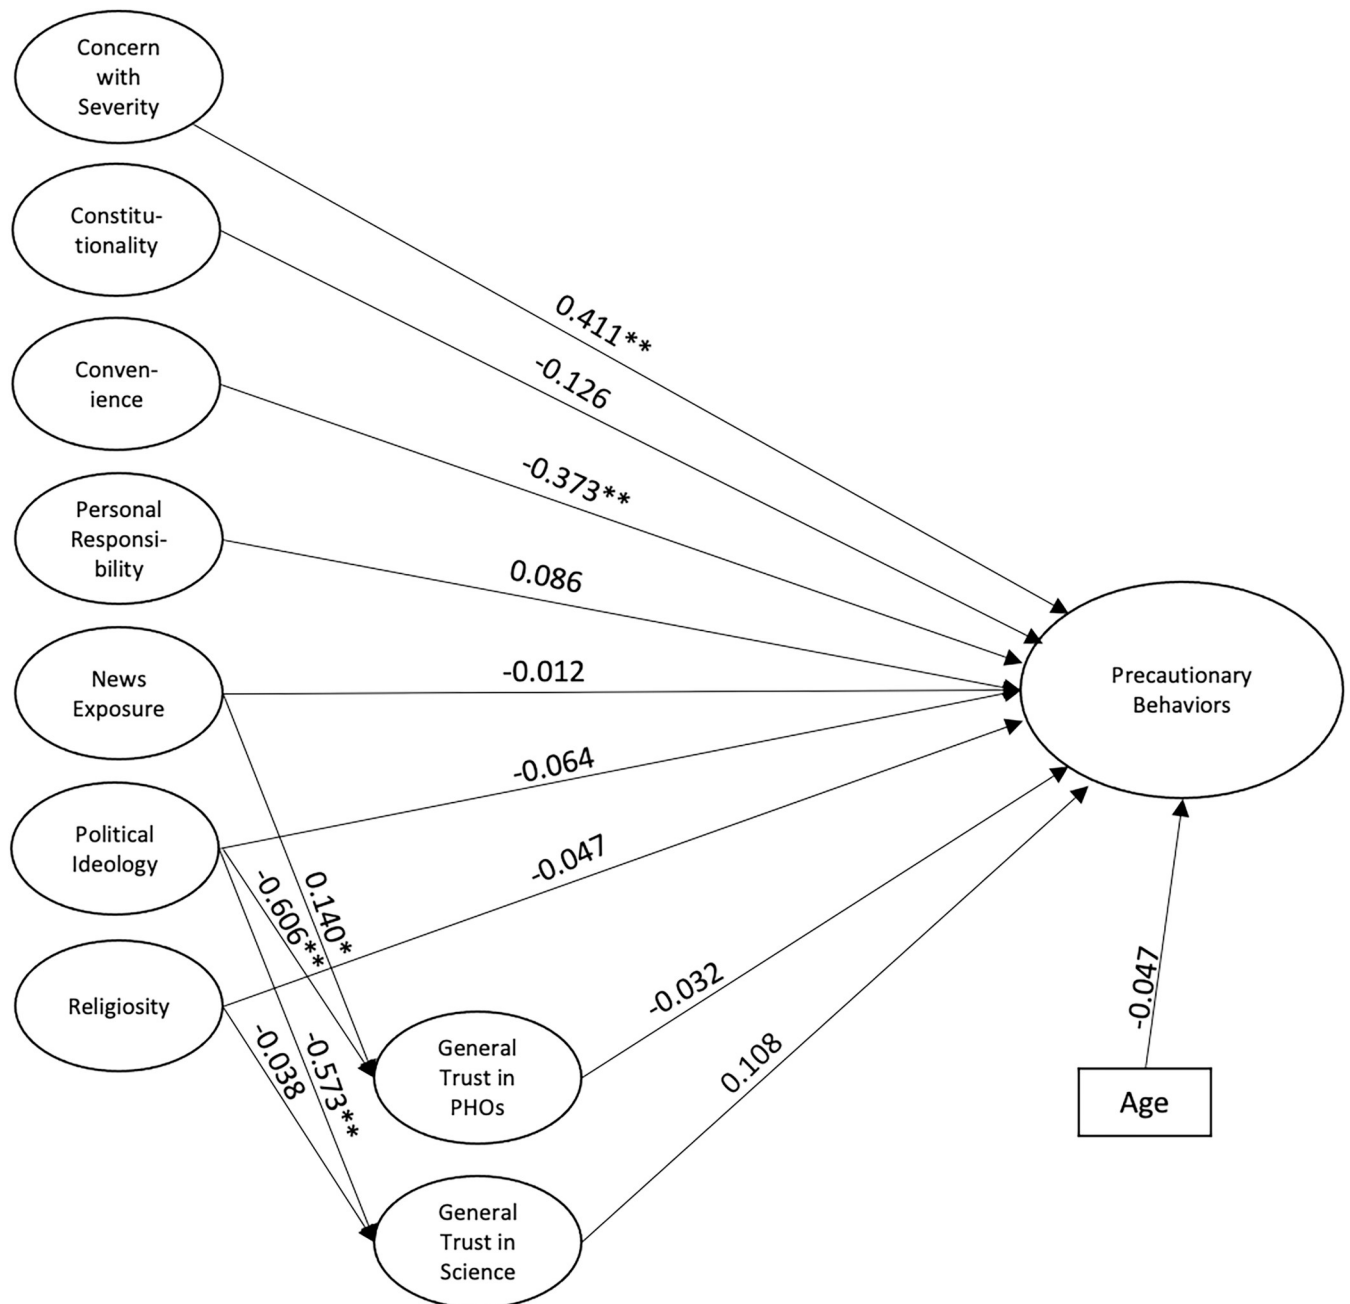 Concern
with
Severity
Constitu-
tionality
Conven-
ience
Personal
Responsi-
bility
News
Exposure
Political
Ideology
Religiosity
0.411**
-0.126
-0.373**
0.086
-0.012
-0.064
-0.047
0.140*
-0.606**
-0.573**
-0.038
-0.032
0.108
-0.047
General
Trust in
PHOs
General
Trust in
Science
Precautionary
Behaviors
Age